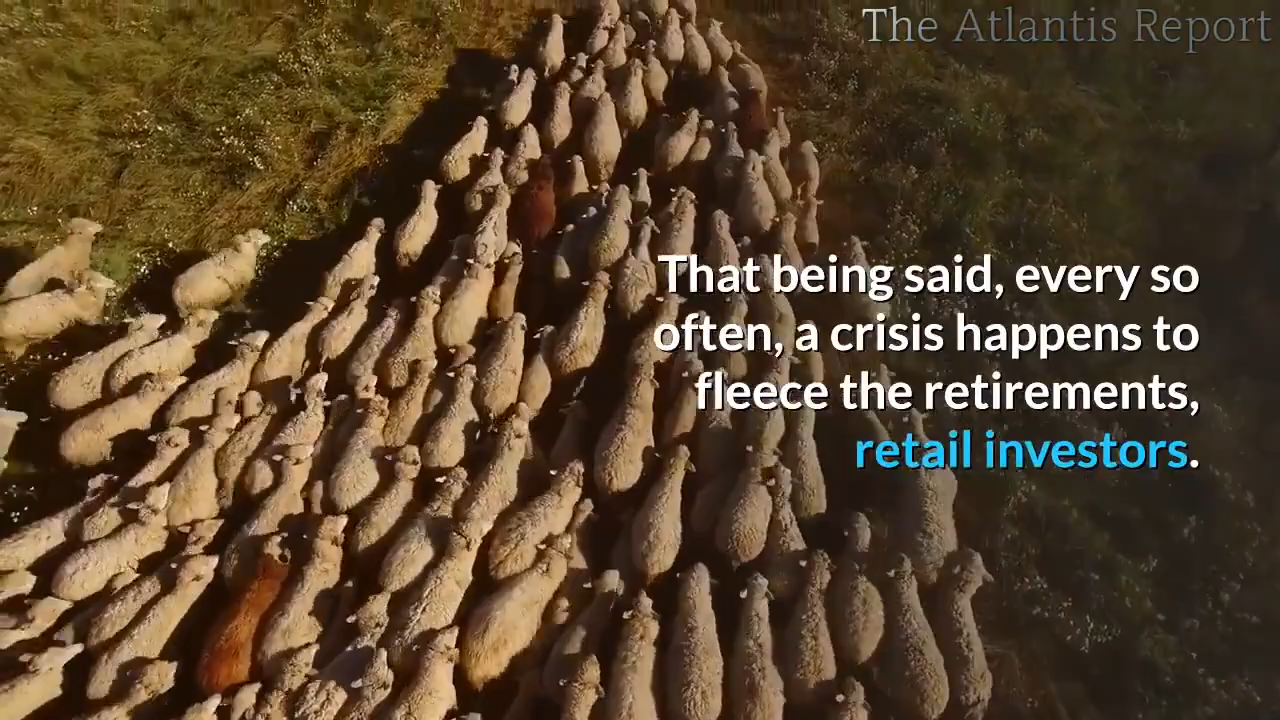 The Atlantis Report
That being said, every so
often, a crisis happens to
fleece the retirements,
retail investors.